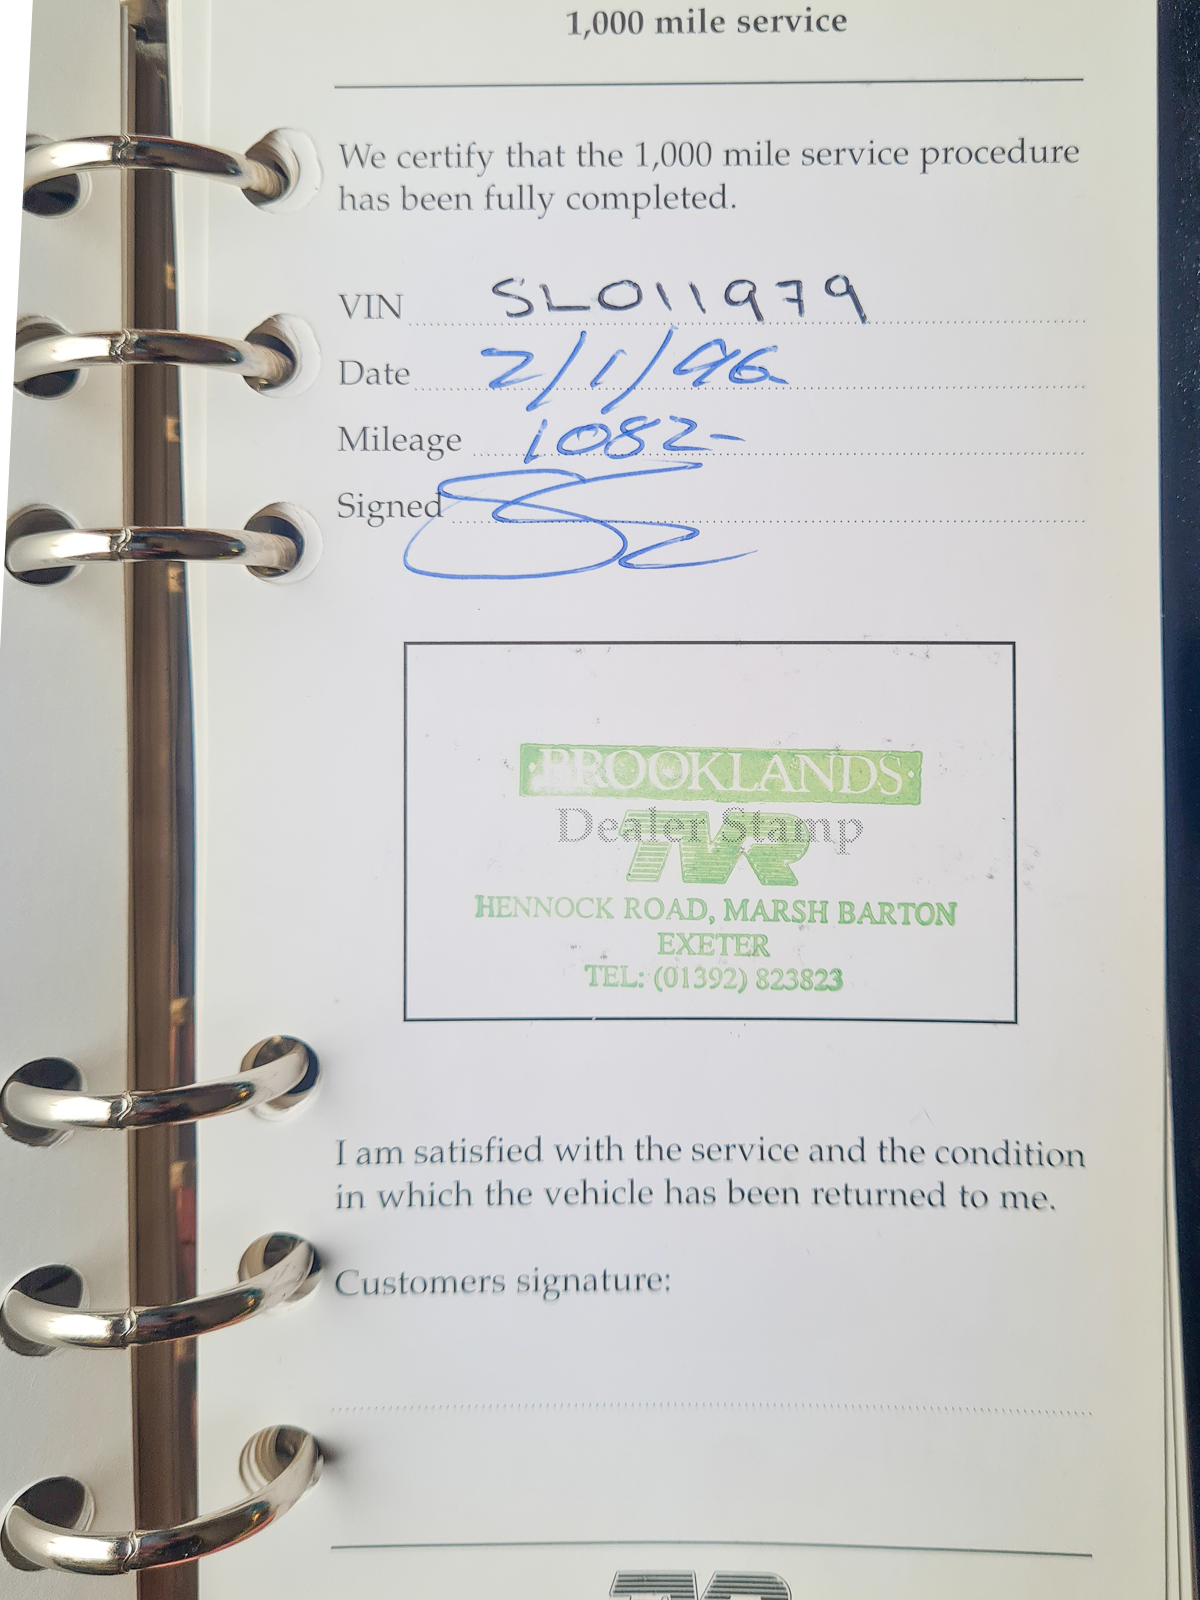 1,000 mile service
We certify that the 1,000 mile service procedure
has been fully completed.
VIN SL011979
Date 2/1/96
Mileage 1082-
Signed
·BROOKLANDS·
Dealer Stamp
TVR
HENNOCK ROAD, MARSH BARTON
EXETER
TEL: (01392) 823823
I am satisfied with the service and the condition
in which the vehicle has been returned to me.
Customers signature: